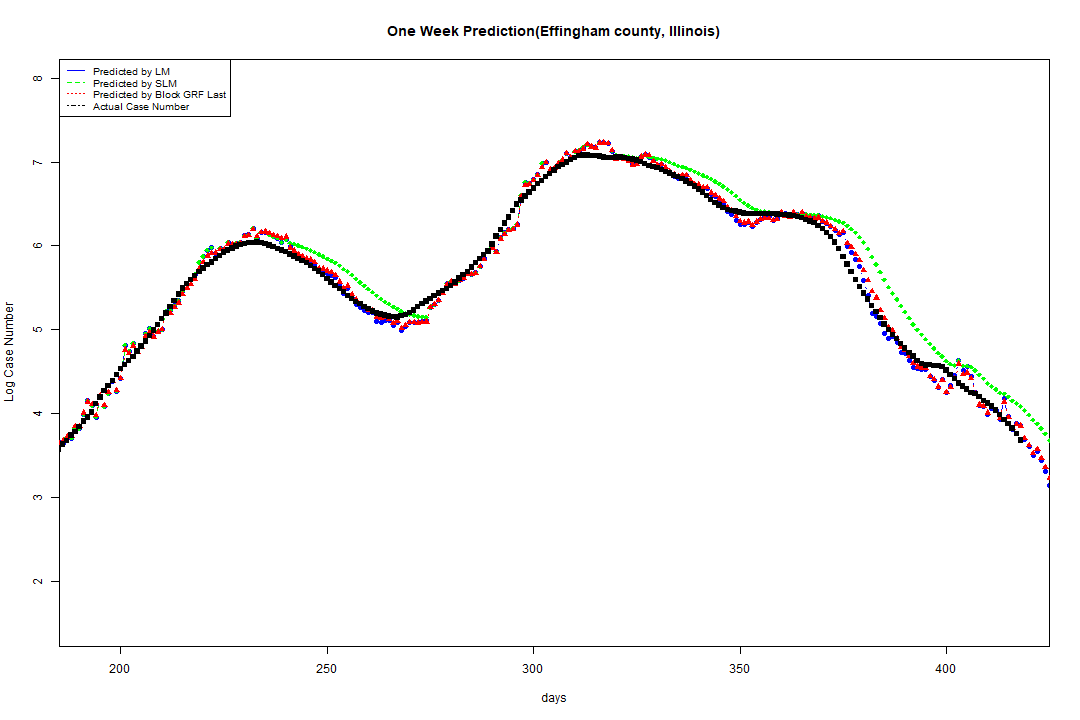 One Week Prediction(Effingham county, Illinois)
Predicted by LM
Predicted by SLM
Predicted by Block GRF Last
Actual Case Number
8
7
6
5
4
3
2
Log Case Number
200 250 300 350 400
days